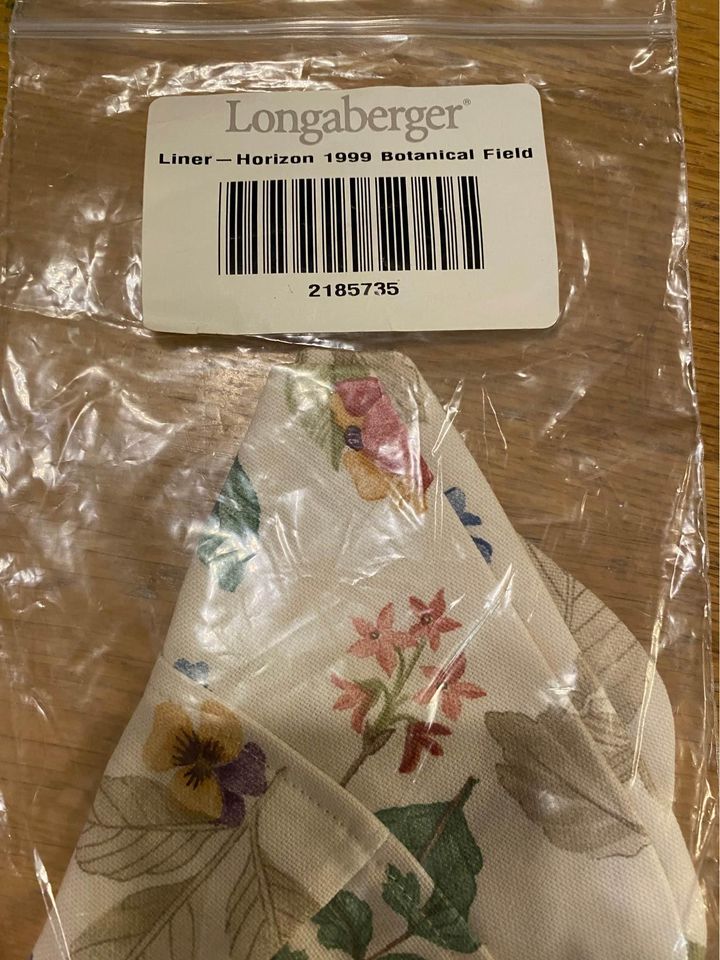 Longaberger®
Liner — Horizon 1999 Botanical Field
2185735